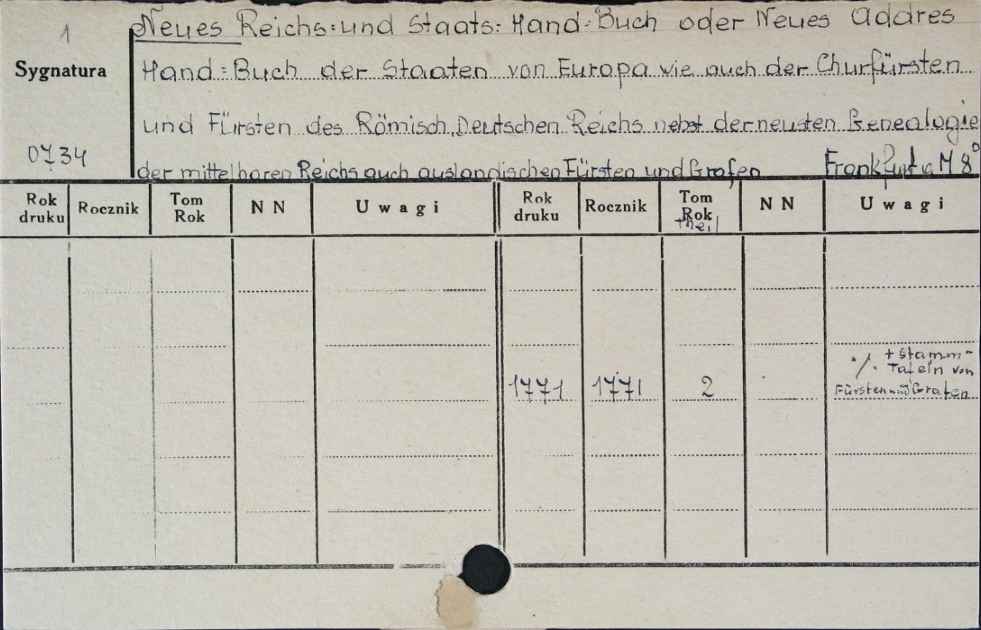 1
Neues Reichs=und Staats=Hand=Buch oder Neues Addres
Sygnatura
Hand=Buch der Staaten von Europa wie auch der Churfürsten
und Fürsten des Römisch Deutschen Reichs nebst der neusten Genealogie
0734
der mittelbaren Reichs auch auslandischen Fürsten und Grafen Frankfurt a M 8°
Rok druku Rocznik Tom Rok N N Uwagi Rok druku Rocznik Tom Rok N N Uwagi
Theil
+ Stamm-
Tafeln von
1771 1771 2 Fürsten und Grafen